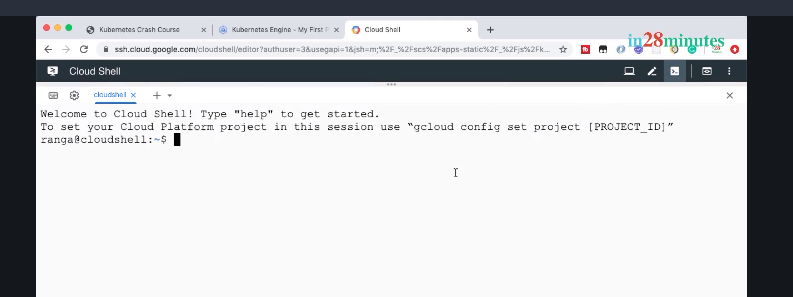 Kubernetes Crash Course
Kubernetes Engine - My First P
Cloud Shell
in28minutes
ssh.cloud.google.com/cloudshell/editor?authuser=3&usegapi=1&jsh=m;%2F_%2Fscs%2Fapps-static_%2F_%2Fjs%2Fk...
Cloud Shell
cloudshell
Welcome to Cloud Shell! Type "help" to get started.
To set your Cloud Platform project in this session use “gcloud config set project [PROJECT_ID]”
ranga@cloudshell:~$